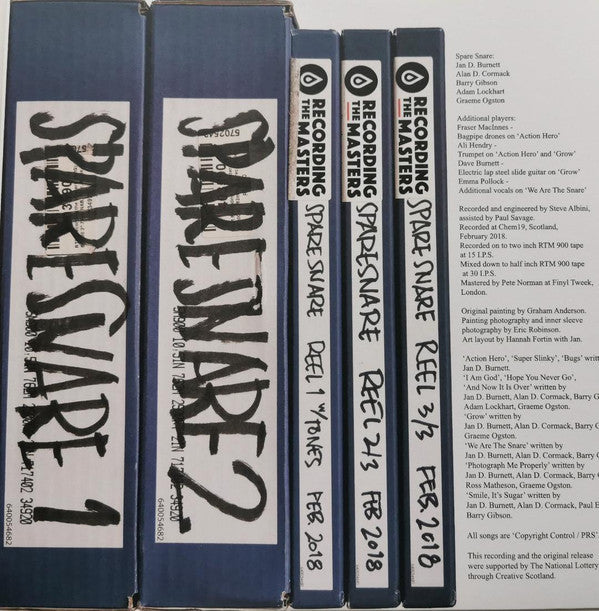 SPARE SNARE 1
640054682
SPARE SNARE 2
640054682
RECORDING
THE MASTERS
SPARE SNARE REEL 1 W/TONES FEB. 2018
RECORDING
THE MASTERS
SPARE SNARE REEL 2/3 FEB 2018
RECORDING
THE MASTERS
SPARE SNARE REEL 3/3 FEB. 2018
Spare Snare:
Jan D. Burnett
Alan D. Cormack
Barry Gibson
Adam Lockhart
Graeme Ogston
Additional players:
Fraser MacInnes -
Bagpipe drones on 'Action Hero'
Ali Hendry -
Trumpet on 'Action Hero' and 'Grow'
Dave Burnett -
Electric lap steel slide guitar on 'Grow'
Emma Pollock -
Additional vocals on 'We Are The Snare'
Recorded and engineered by Steve Albini,
assisted by Paul Savage.
Recorded at Chem19, Scotland,
February 2018.
Recorded on to two inch RTM 900 tape
at 15 I.P.S.
Mixed down to half inch RTM 900 tape
at 30 I.P.S.
Mastered by Pete Norman at Finyl Tweek,
London.
Original painting by Graham Anderson.
Painting photography and inner sleeve
photography by Eric Robinson.
Art layout by Hannah Fortin with Jan.
'Action Hero', 'Super Slinky', 'Bugs' writt
Jan D. Burnett.
'I Am God', 'Hope You Never Go',
'And Now It Is Over' written by
Jan D. Burnett, Alan D. Cormack, Barry G
Adam Lockhart, Graeme Ogston.
'Grow' written by
Jan D. Burnett, Alan D. Cormack, Barry G
Graeme Ogston.
'We Are The Snare' written by
Jan D. Burnett, Alan D. Cormack, Barry G
'Photograph Me Properly' written by
Jan D. Burnett, Alan D. Cormack, Barry G
Ross Matheson, Graeme Ogston.
'Smile, It's Sugar' written by
Jan D. Burnett, Alan D. Cormack, Paul E
Barry Gibson.
All songs are 'Copyright Control / PRS'.
This recording and the original release
were supported by The National Lottery
through Creative Scotland.